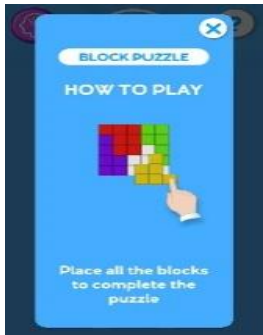 BLOCK PUZZLE
HOW TO PLAY
Place all the blocks
to complete the
puzzle